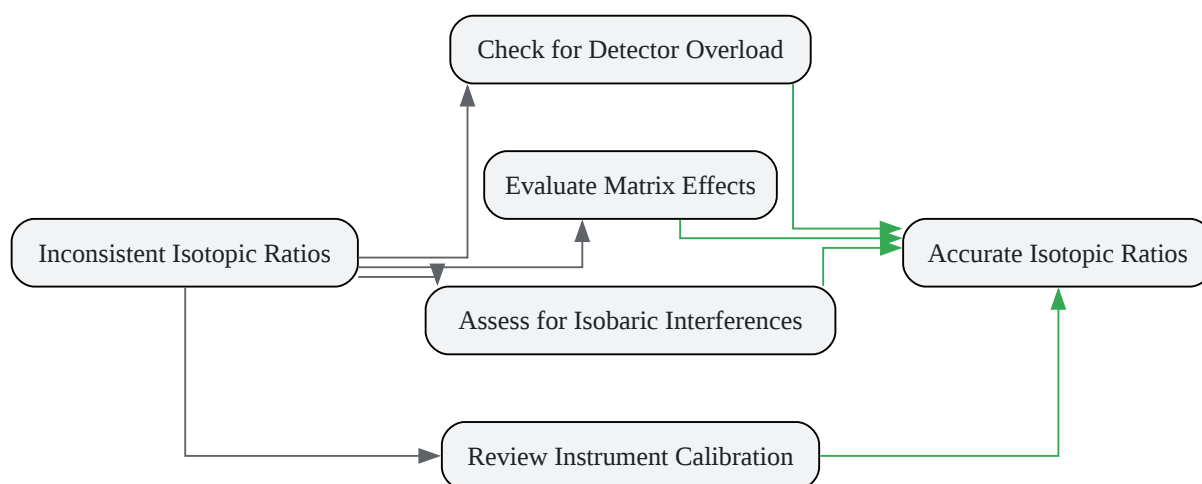 Check for Detector Overload
Evaluate Matrix Effects
Inconsistent Isotopic Ratios
Accurate Isotopic Ratios
Assess for Isobaric Interferences
Review Instrument Calibration